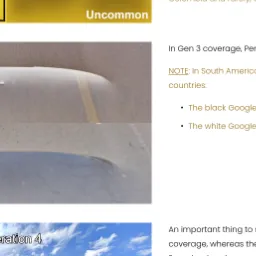 Uncommon
In Gen 3 coverage, Per
NOTE: In South America
countries:
• The black Google
• The white Google
eration 4
An important thing to
coverage, whereas the